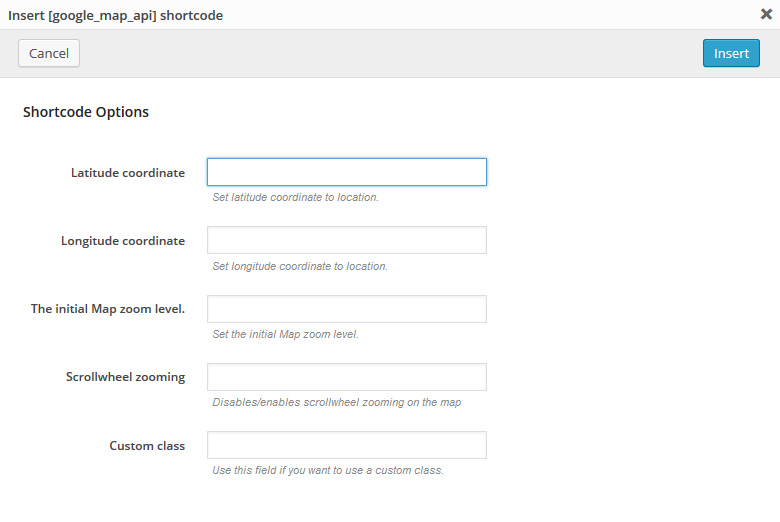 Insert [google_map_api] shortcode
Cancel
Insert
Shortcode Options
Latitude coordinate
Set latitude coordinate to location.
Longitude coordinate
Set longitude coordinate to location.
The initial Map zoom level.
Set the initial Map zoom level.
Scrollwheel zooming
Disables/enables scrollwheel zooming on the map
Custom class
Use this field if you want to use a custom class.